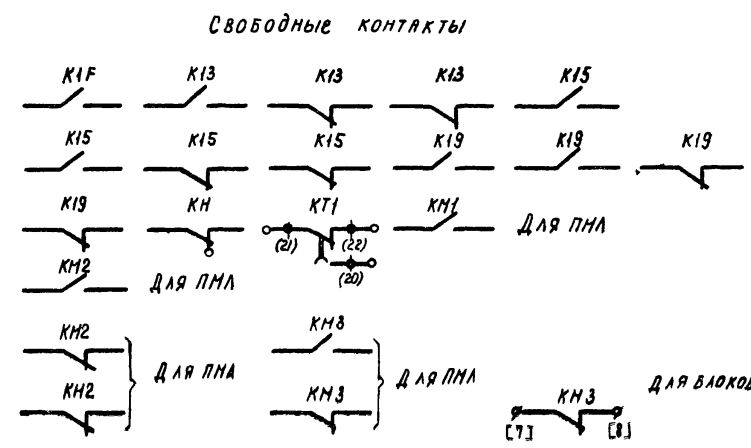 Свободные контакты
K1F K13 K13 K13 K15
K15 K15 K15 K19 K19 K19
K19 KH KT1 KM1 Для ПМЛ
(21) (22)
(20)
KM2 Для ПМЛ
KM2 KM3
Для ПМА Для ПМЛ
KM2 KM3 KM3 Для блоков
[7] [8]